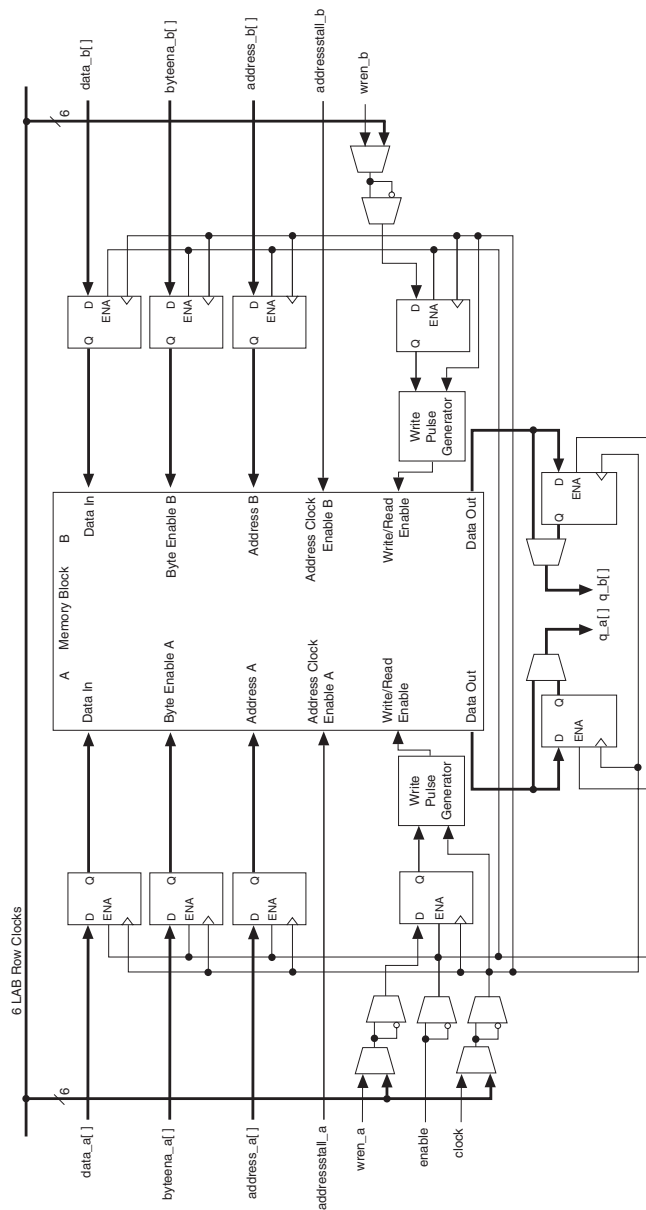 6 LAB Row Clocks
6
6
A Memory Block B
data_a[ ]
D Q
ENA
Data In
Data In
Q D
ENA
data_b[ ]
byteena_a[ ]
D Q
ENA
Byte Enable A
Byte Enable B
Q D
ENA
byteena_b[ ]
address_a[ ]
D Q
ENA
Address A
Address B
Q D
ENA
address_b[ ]
addressstall_a
Address Clock
Enable A
Address Clock
Enable B
addressstall_b
wren_a
enable
clock
D Q
ENA
Write
Pulse
Generator
Write/Read
Enable
Write/Read
Enable
Write
Pulse
Generator
Q D
ENA
wren_b
Data Out
Data Out
D Q
ENA
Q D
ENA
q_a[ ]
q_b[ ]